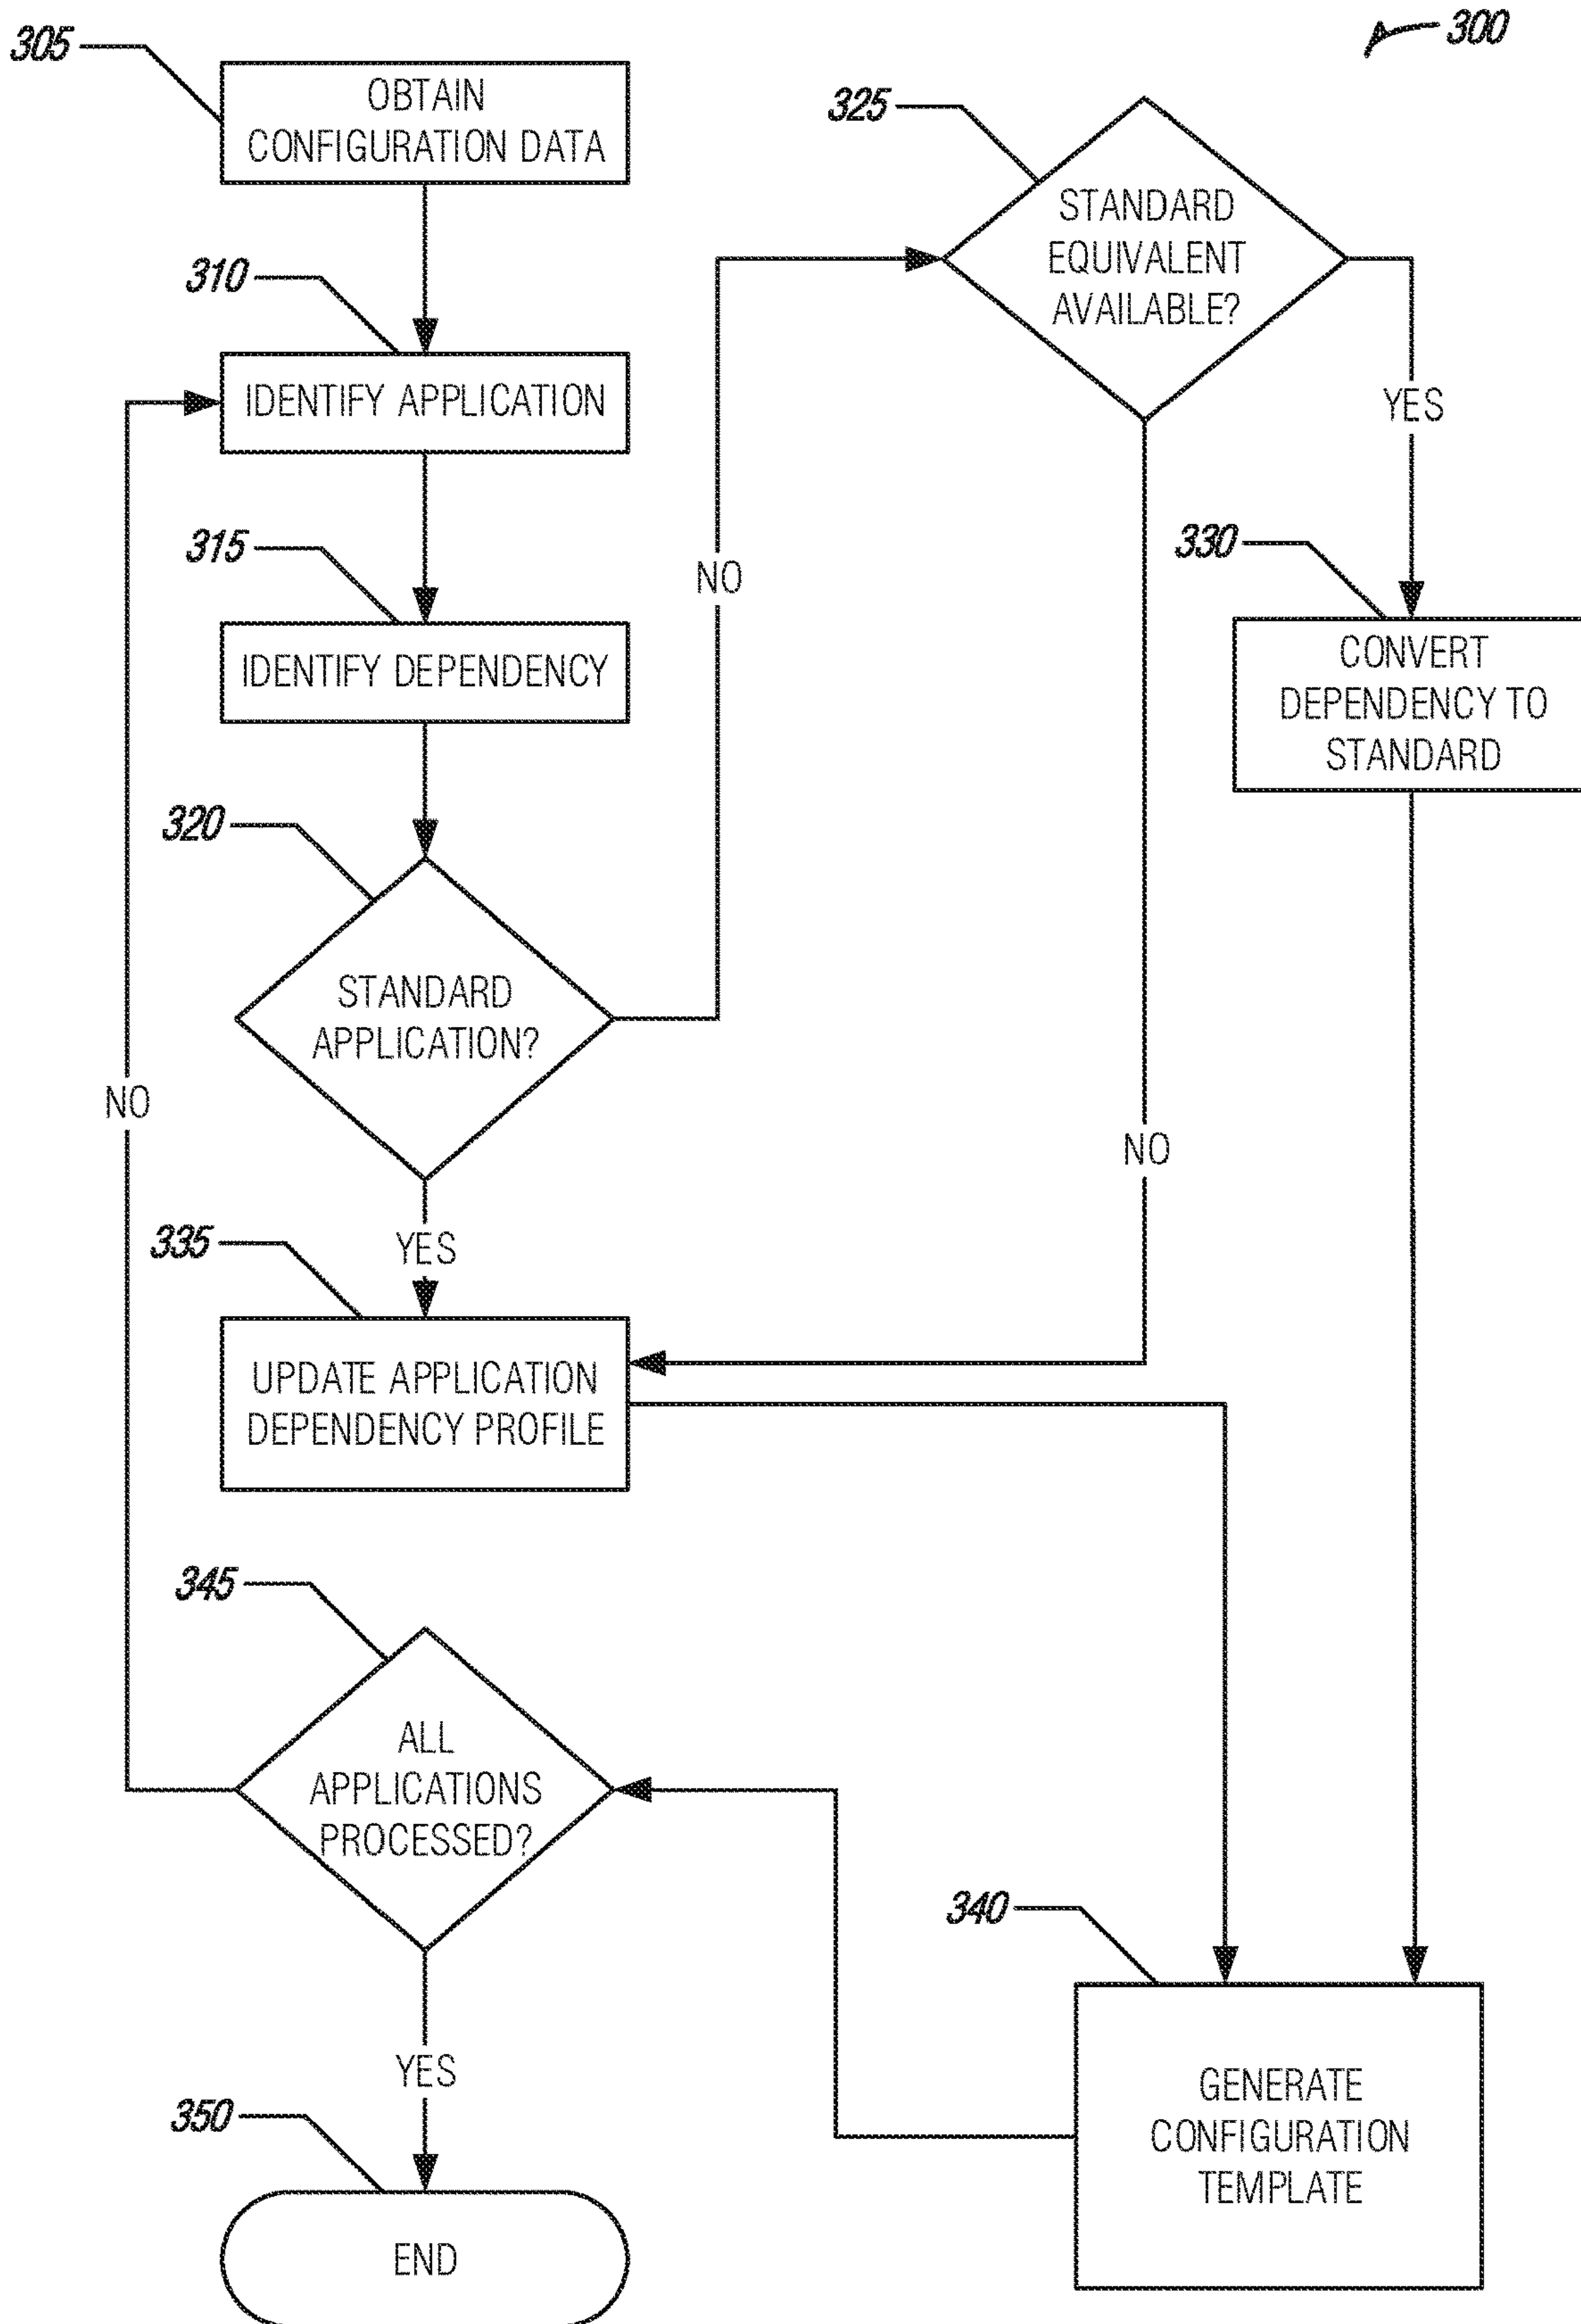 300
305
OBTAIN
CONFIGURATION DATA
310
IDENTIFY APPLICATION
315
IDENTIFY DEPENDENCY
320
STANDARD
APPLICATION?
NO
YES
325
STANDARD
EQUIVALENT
AVAILABLE?
YES
NO
330
CONVERT
DEPENDENCY TO
STANDARD
335
UPDATE APPLICATION
DEPENDENCY PROFILE
340
GENERATE
CONFIGURATION
TEMPLATE
345
ALL
APPLICATIONS
PROCESSED?
NO
YES
350
END